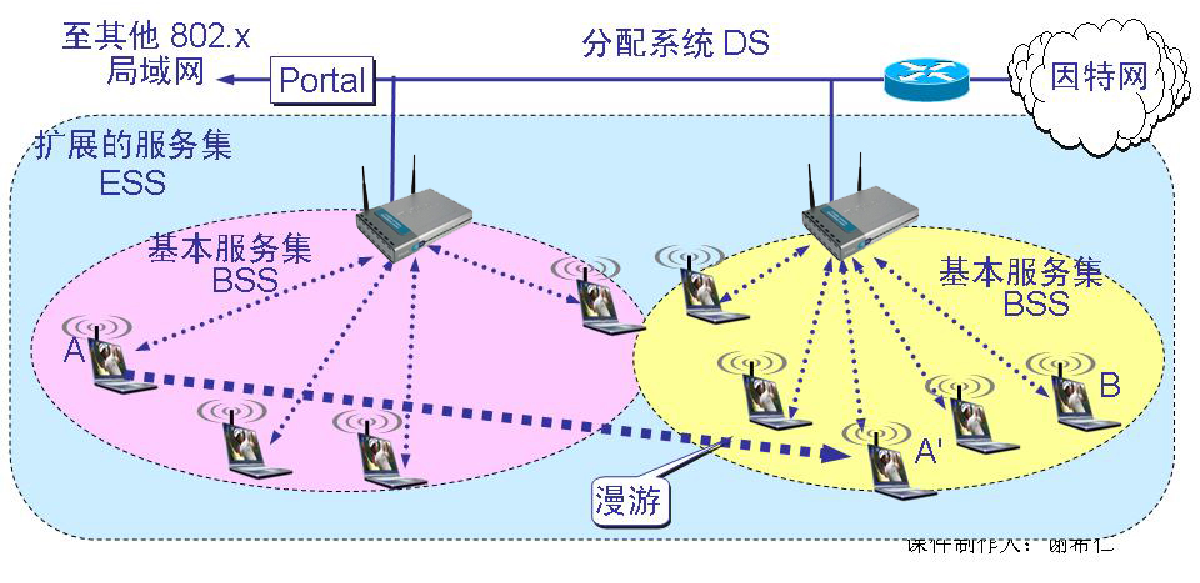 至其他 802.x
局域网
Portal
分配系统 DS
因特网
扩展的服务集
ESS
基本服务集
BSS
基本服务集
BSS
A
B
A'
漫游
课件制作人：谢希仁